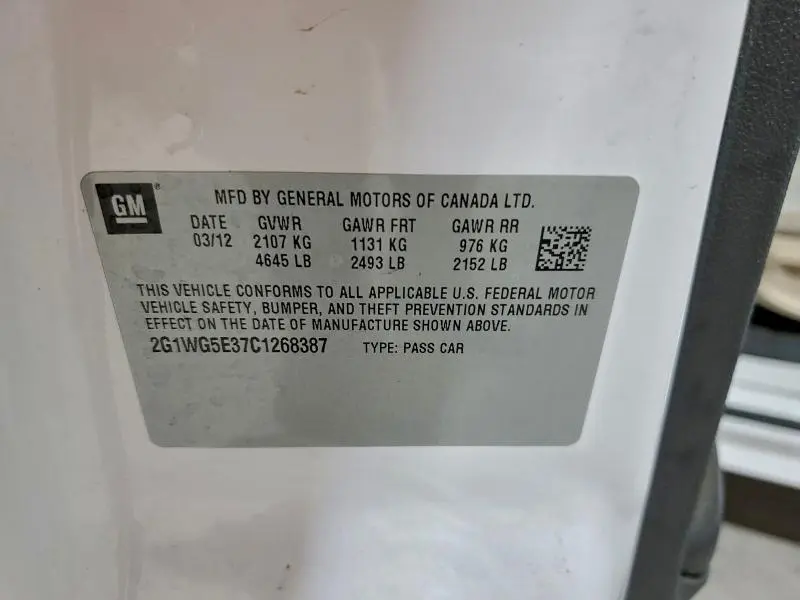 GM
MFD BY GENERAL MOTORS OF CANADA LTD.
DATE GVWR GAWR FRT GAWR RR
03/12 2107 KG 1131 KG 976 KG
4645 LB 2493 LB 2152 LB
THIS VEHICLE CONFORMS TO ALL APPLICABLE U.S. FEDERAL MOTOR
VEHICLE SAFETY, BUMPER, AND THEFT PREVENTION STANDARDS IN
EFFECT ON THE DATE OF MANUFACTURE SHOWN ABOVE.
2G1WG5E37C1268387 TYPE: PASS CAR